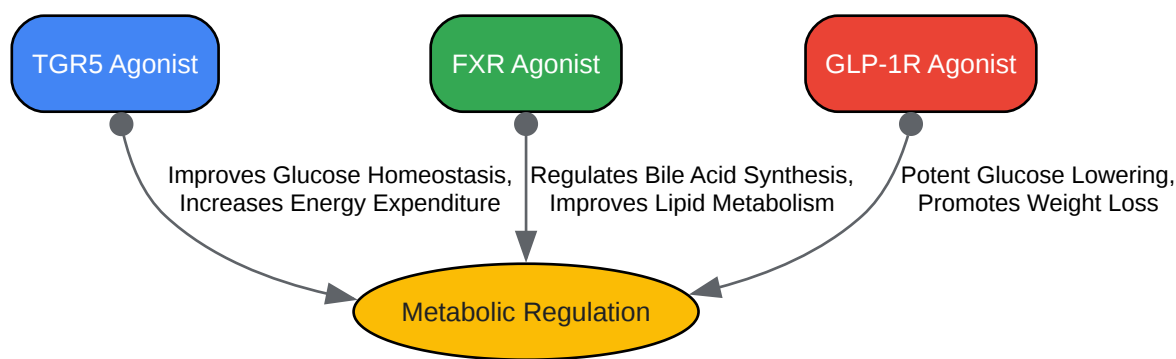 TGR5 Agonist
FXR Agonist
GLP-1R Agonist
Improves Glucose Homeostasis,
Increases Energy Expenditure
Regulates Bile Acid Synthesis,
Improves Lipid Metabolism
Potent Glucose Lowering,
Promotes Weight Loss
Metabolic Regulation